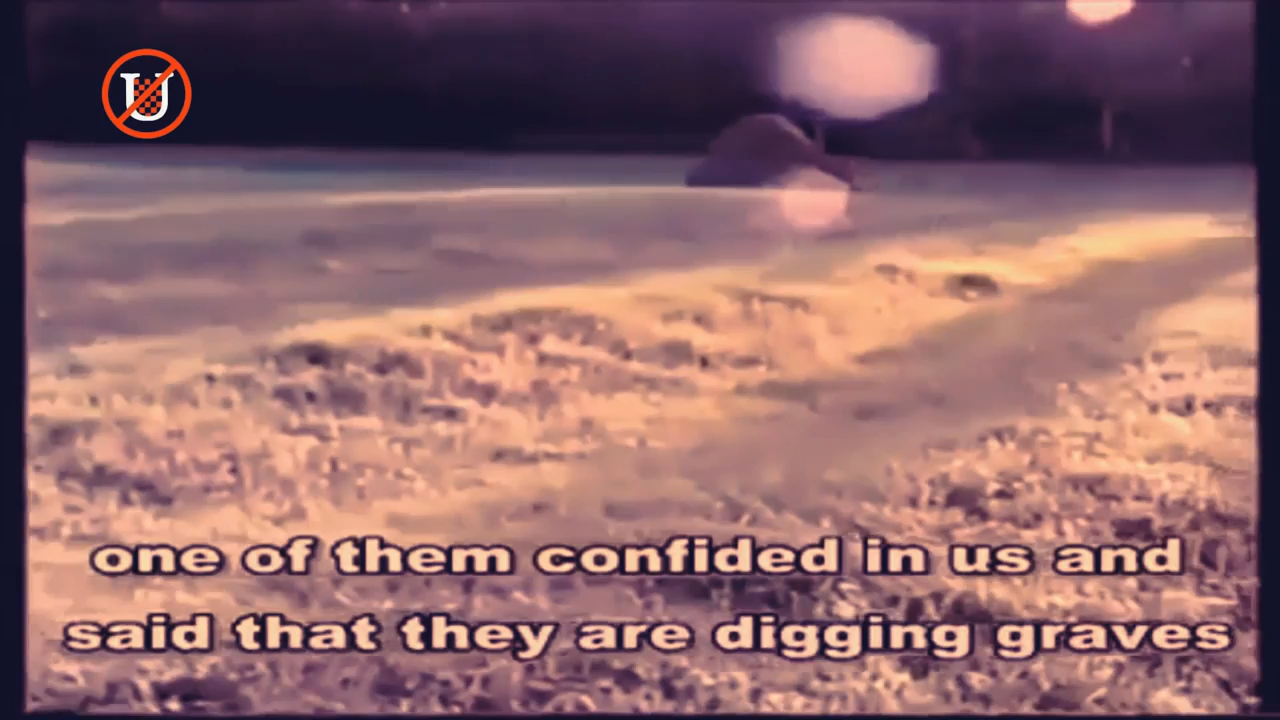 U
one of them confided in us and
said that they are digging graves